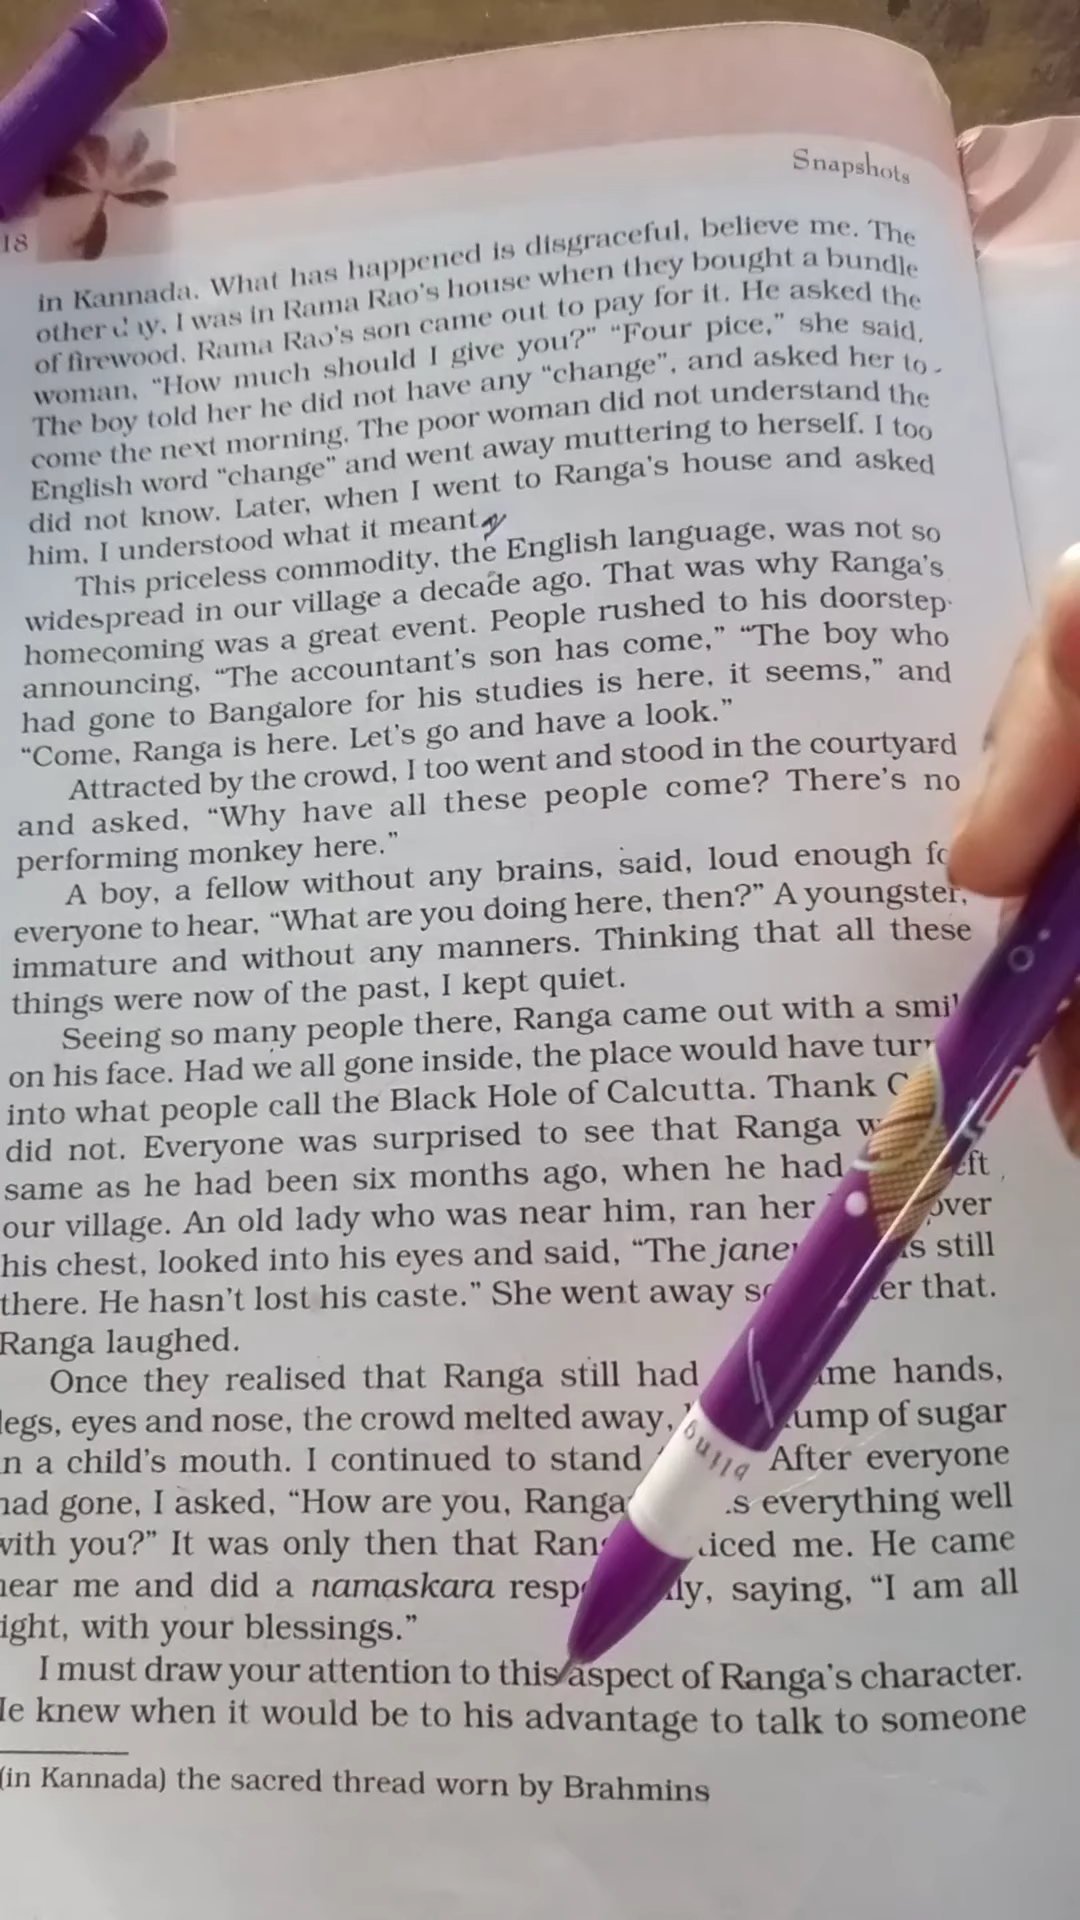 Snapshots
18
in Kannada. What has happened is disgraceful, believe me. The
other day, I was in Rama Rao's house when they bought a bundle
of firewood. Rama Rao's son came out to pay for it. He asked the
woman, “How much should I give you?” “Four pice,” she said.
The boy told her he did not have any “change”, and asked her to
come the next morning. The poor woman did not understand the
English word “change” and went away muttering to herself. I too
did not know. Later, when I went to Ranga's house and asked
him, I understood what it meant.
This priceless commodity, the English language, was not so
widespread in our village a decade ago. That was why Ranga's
homecoming was a great event. People rushed to his doorstep
announcing, “The accountant's son has come,” “The boy who
had gone to Bangalore for his studies is here, it seems,” and
“Come, Ranga is here. Let's go and have a look.”
Attracted by the crowd, I too went and stood in the courtyard
and asked, “Why have all these people come? There's no
performing monkey here.”
A boy, a fellow without any brains, said, loud enough
everyone to hear, “What are you doing here, then?” A youngster,
immature and without any manners. Thinking that all these
things were now of the past, I kept quiet.
Seeing so many people there, Ranga came out with a
on his face. Had we all gone inside, the place would have
into what people call the Black Hole of Calcutta. Thank
did not. Everyone was surprised to see that Ranga
same as he had been six months ago, when he had
our village. An old lady who was near him, ran her over
his chest, looked into his eyes and said, “The still
there. He hasn't lost his caste.” She went away that.
Ranga laughed.
Once they realised that Ranga still had hands,
legs, eyes and nose, the crowd melted away, of sugar
in a child's mouth. I continued to stand After everyone
had gone, I asked, “How are you, Ranga everything well
with you?” It was only then that me. He came
near me and did a namaskara saying, “I am all
right, with your blessings.”
I must draw your attention to this aspect of Ranga's character.
He knew when it would be to his advantage to talk to someone
(in Kannada) the sacred thread worn by Brahmins
bling